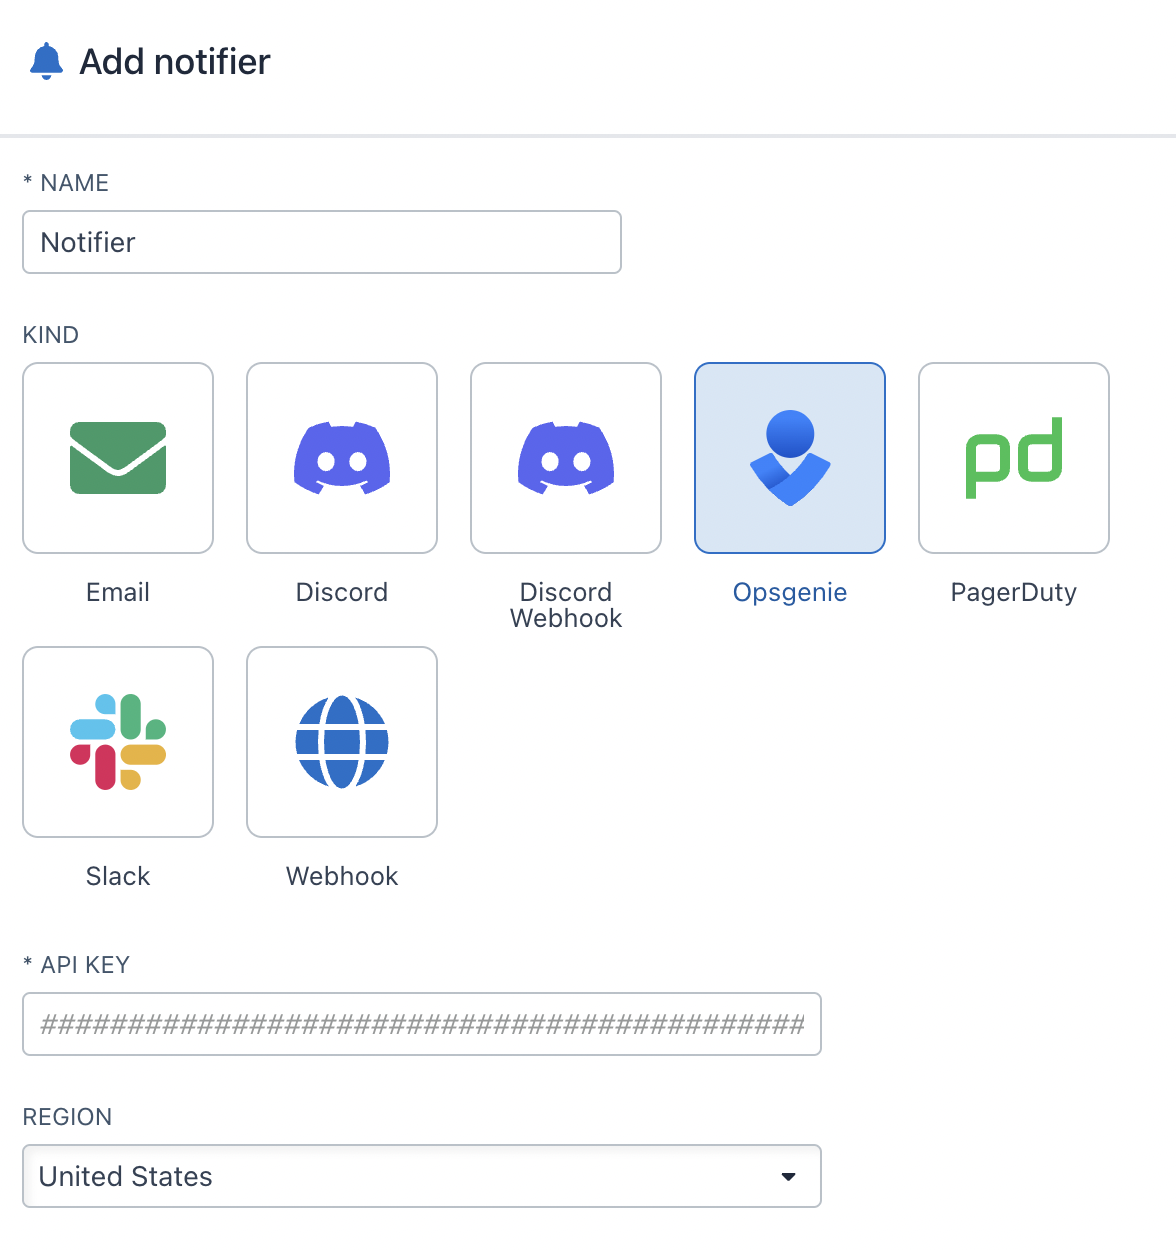 Add notifier
* NAME
Notifier
KIND
pd
Email
Discord
Discord
Webhook
Opsgenie
PagerDuty
Slack
Webhook
* API KEY
############################################
REGION
United States